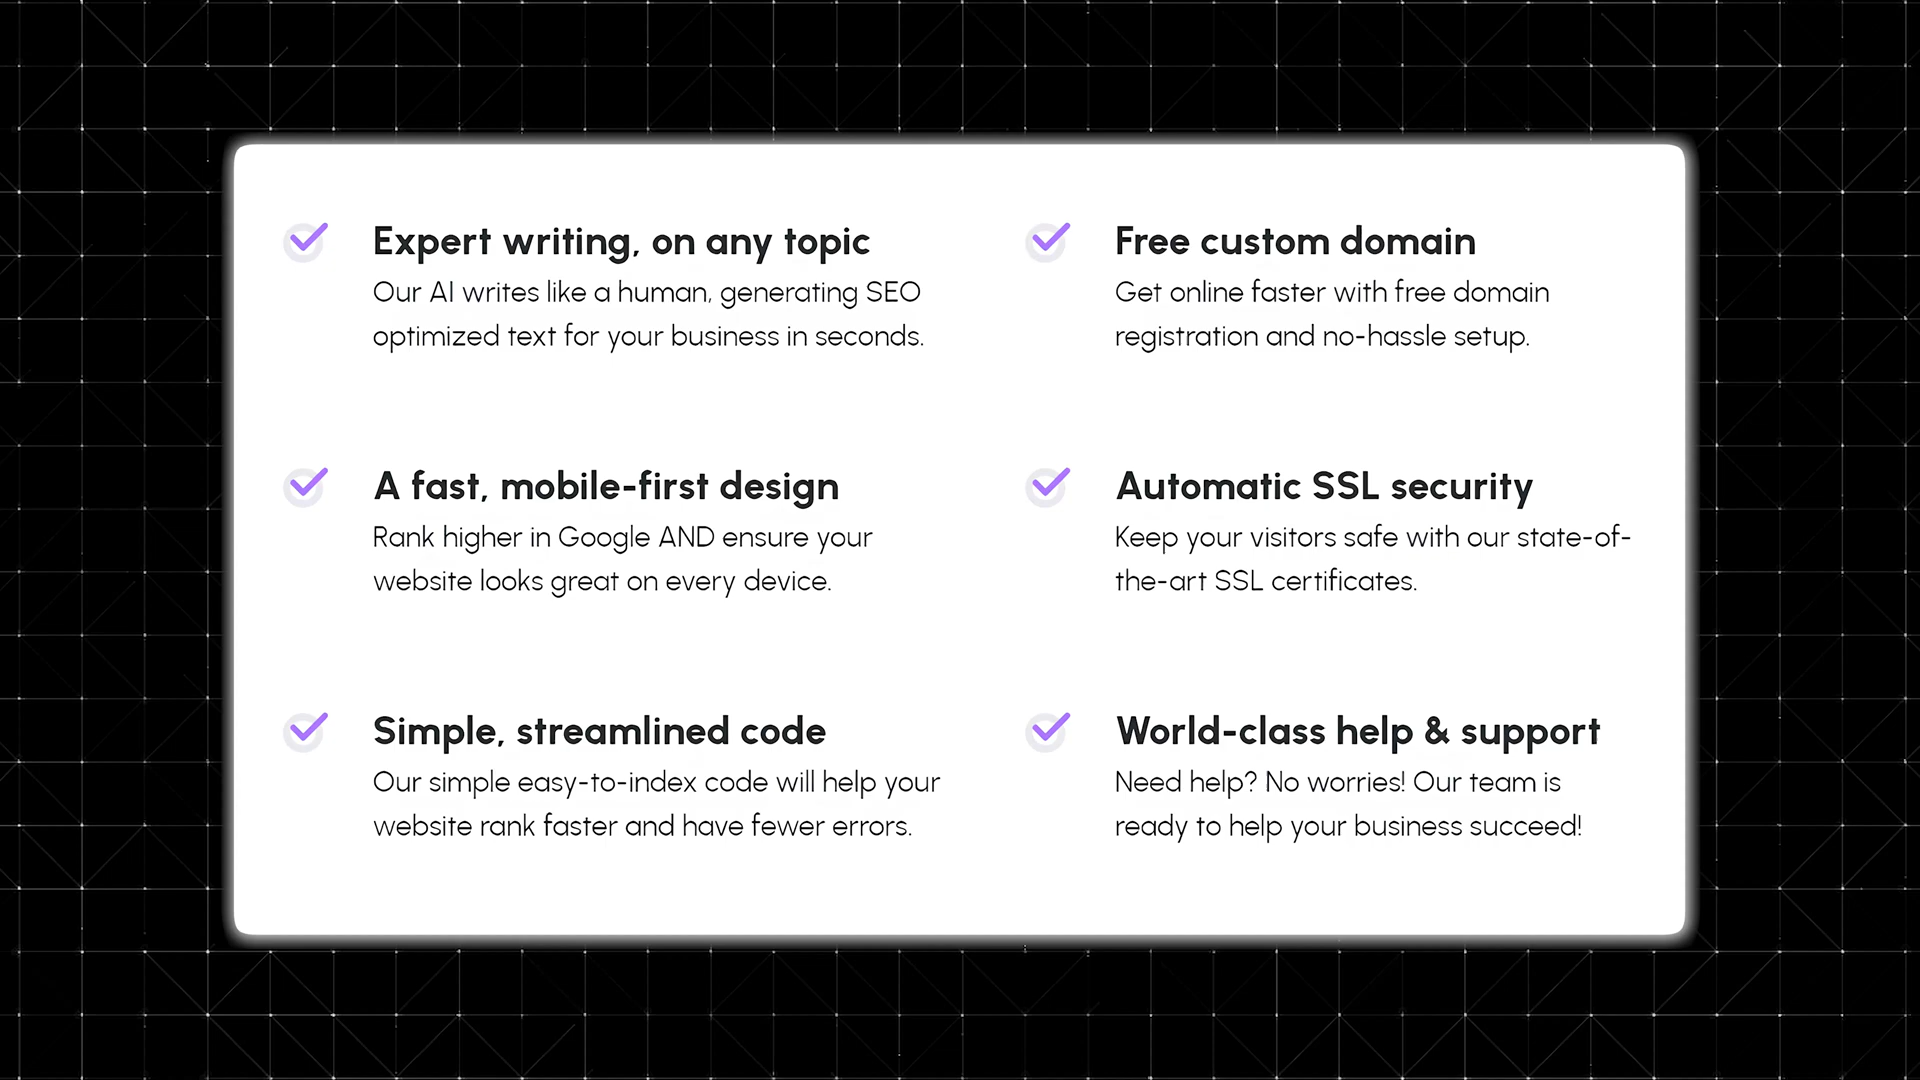 Expert writing, on any topic
Our AI writes like a human, generating SEO
optimized text for your business in seconds.
Free custom domain
Get online faster with free domain
registration and no-hassle setup.
A fast, mobile-first design
Rank higher in Google AND ensure your
website looks great on every device.
Automatic SSL security
Keep your visitors safe with our state-of-
the-art SSL certificates.
Simple, streamlined code
Our simple easy-to-index code will help your
website rank faster and have fewer errors.
World-class help & support
Need help? No worries! Our team is
ready to help your business succeed!